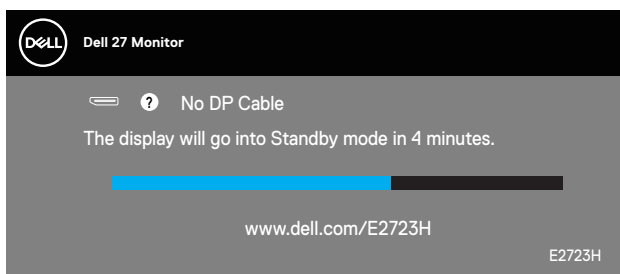 DELL
Dell 27 Monitor
? No DP Cable
The display will go into Standby mode in 4 minutes.
www.dell.com/E2723H
E2723H